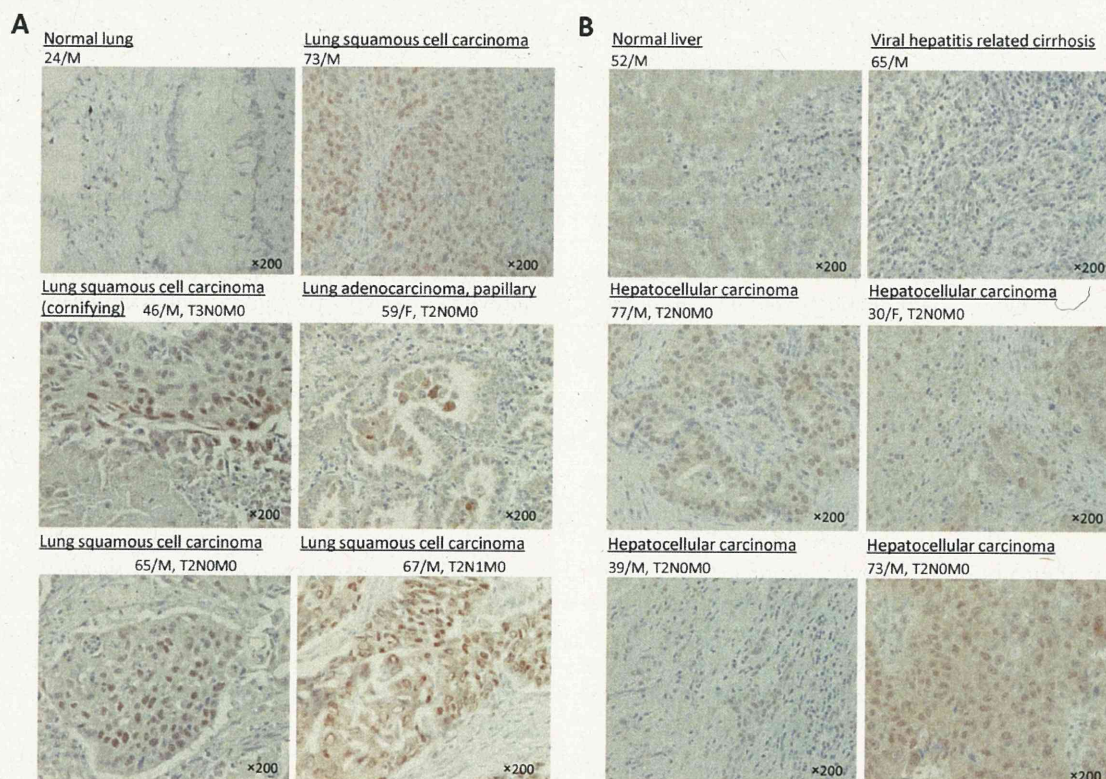 A
Normal lung
24/M
×200
Lung squamous cell carcinoma
73/M
×200
Lung squamous cell carcinoma
(cornifying) 46/M, T3N0M0
×200
Lung adenocarcinoma, papillary
59/F, T2N0M0
×200
Lung squamous cell carcinoma
65/M, T2N0M0
×200
Lung squamous cell carcinoma
67/M, T2N1M0
×200
B
Normal liver
52/M
×200
Viral hepatitis related cirrhosis
65/M
×200
Hepatocellular carcinoma
77/M, T2N0M0
×200
Hepatocellular carcinoma
30/F, T2N0M0
×200
Hepatocellular carcinoma
39/M, T2N0M0
×200
Hepatocellular carcinoma
73/M, T2N0M0
×200